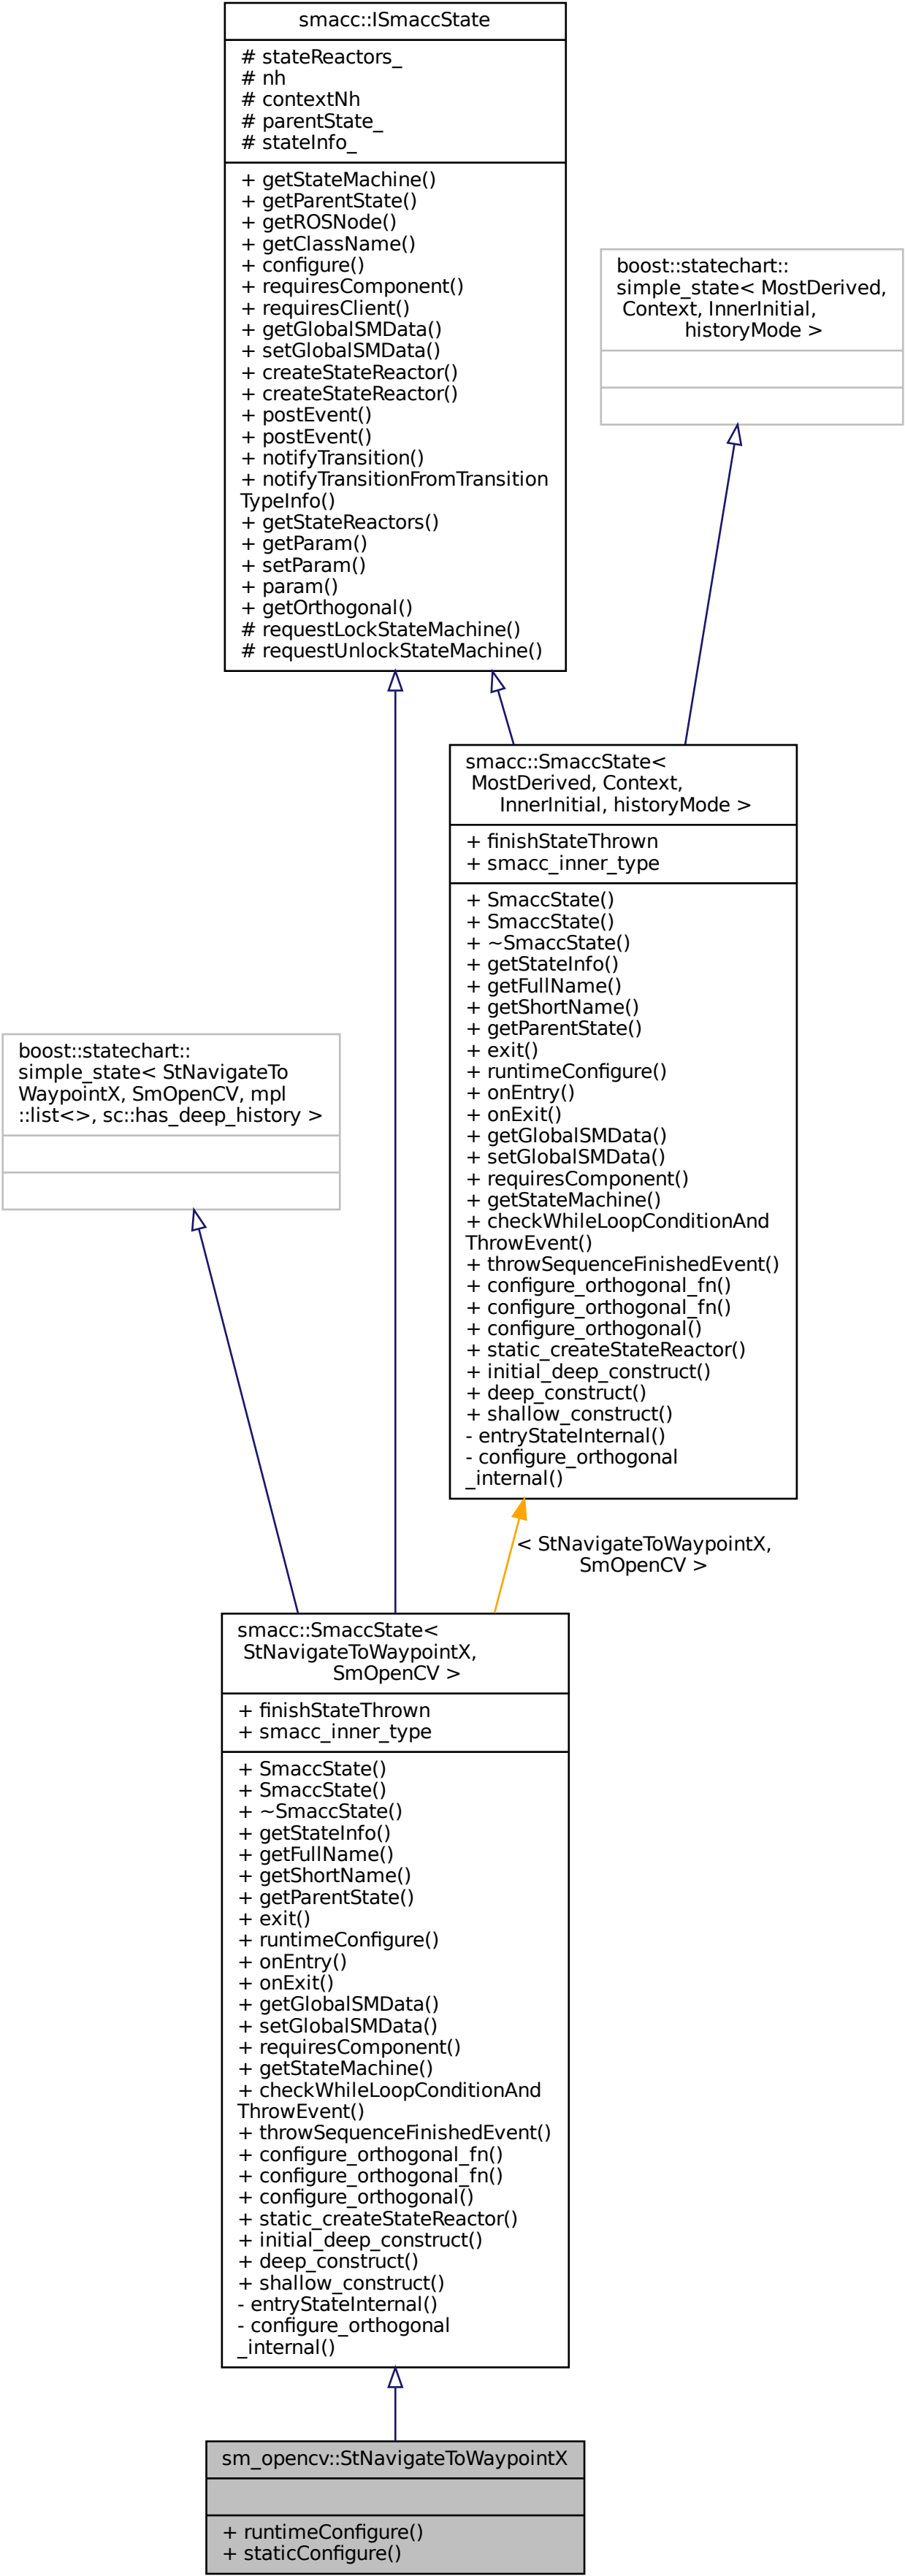 smacc::ISmaccState
# stateReactors_
# nh
# contextNh
# parentState_
# stateInfo_
+ getStateMachine()
+ getParentState()
+ getROSNode()
+ getClassName()
+ configure()
+ requiresComponent()
+ requiresClient()
+ getGlobalSMData()
+ setGlobalSMData()
+ createStateReactor()
+ createStateReactor()
+ postEvent()
+ postEvent()
+ notifyTransition()
+ notifyTransitionFromTransition
TypeInfo()
+ getStateReactors()
+ getParam()
+ setParam()
+ param()
+ getOrthogonal()
# requestLockStateMachine()
# requestUnlockStateMachine()
boost::statechart::
simple_state< MostDerived,
Context, InnerInitial,
historyMode >
smacc::SmaccState<
MostDerived, Context,
InnerInitial, historyMode >
+ finishStateThrown
+ smacc_inner_type
+ SmaccState()
+ SmaccState()
+ ~SmaccState()
+ getStateInfo()
+ getFullName()
+ getShortName()
+ getParentState()
+ exit()
+ runtimeConfigure()
+ onEntry()
+ onExit()
+ getGlobalSMData()
+ setGlobalSMData()
+ requiresComponent()
+ getStateMachine()
+ checkWhileLoopConditionAnd
ThrowEvent()
+ throwSequenceFinishedEvent()
+ configure_orthogonal_fn()
+ configure_orthogonal_fn()
+ configure_orthogonal()
+ static_createStateReactor()
+ initial_deep_construct()
+ deep_construct()
+ shallow_construct()
- entryStateInternal()
- configure_orthogonal
_internal()
boost::statechart::
simple_state< StNavigateTo
WaypointX, SmOpenCV, mpl
::list<>, sc::has_deep_history >
< StNavigateToWaypointX,
SmOpenCV >
smacc::SmaccState<
StNavigateToWaypointX,
SmOpenCV >
+ finishStateThrown
+ smacc_inner_type
+ SmaccState()
+ SmaccState()
+ ~SmaccState()
+ getStateInfo()
+ getFullName()
+ getShortName()
+ getParentState()
+ exit()
+ runtimeConfigure()
+ onEntry()
+ onExit()
+ getGlobalSMData()
+ setGlobalSMData()
+ requiresComponent()
+ getStateMachine()
+ checkWhileLoopConditionAnd
ThrowEvent()
+ throwSequenceFinishedEvent()
+ configure_orthogonal_fn()
+ configure_orthogonal_fn()
+ configure_orthogonal()
+ static_createStateReactor()
+ initial_deep_construct()
+ deep_construct()
+ shallow_construct()
- entryStateInternal()
- configure_orthogonal
_internal()
sm_opencv::StNavigateToWaypointX
+ runtimeConfigure()
+ staticConfigure()